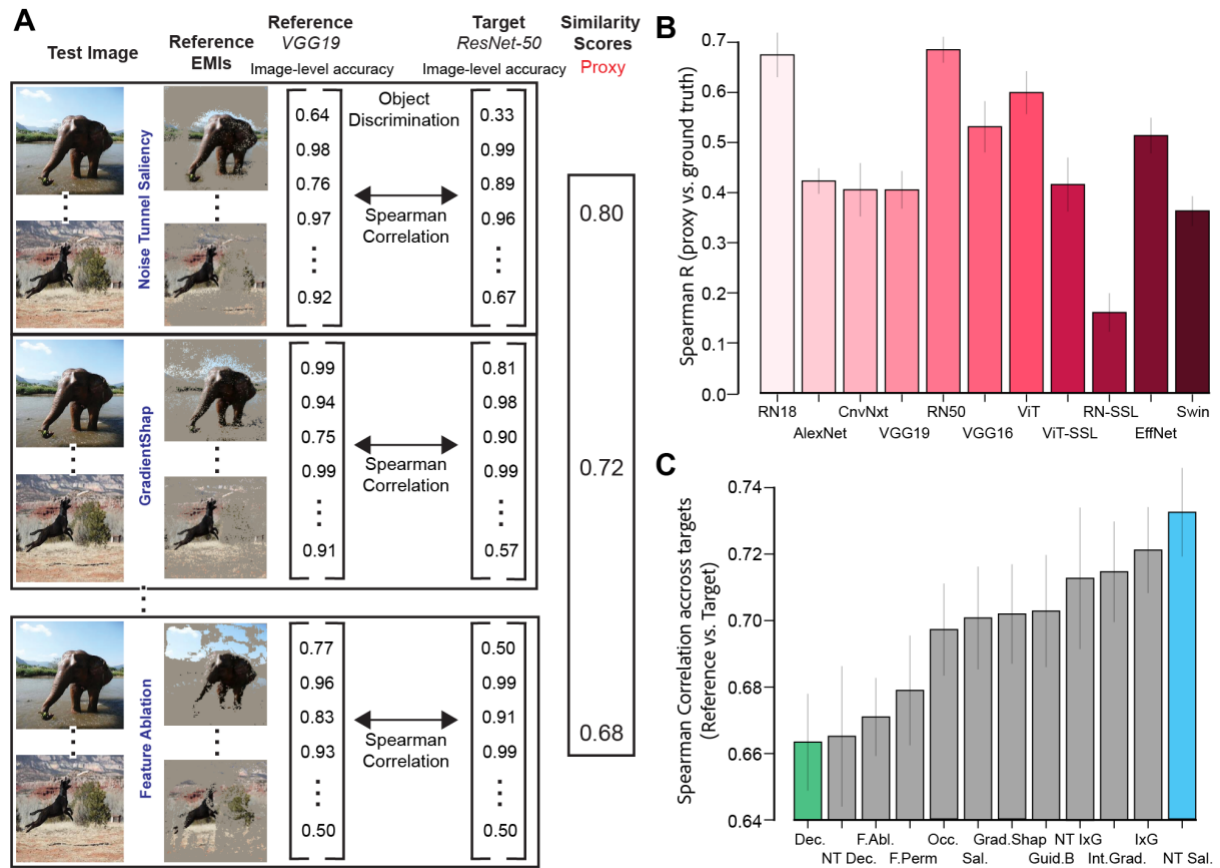 A
Test Image
Reference
EMIs
Reference
VGG19
Image-level accuracy
Target
ResNet-50
Image-level accuracy
Similarity
Scores
Proxy
Noise Tunnel Saliency
0.64
0.98
0.76
0.97
0.92
Object
Discrimination
Spearman
Correlation
0.33
0.99
0.89
0.96
0.67
0.80
GradientShap
0.99
0.94
0.75
0.99
0.91
Spearman
Correlation
0.81
0.98
0.90
0.99
0.57
0.72
Feature Ablation
0.77
0.96
0.83
0.93
0.50
Spearman
Correlation
0.50
0.99
0.91
0.99
0.50
0.68
B
Spearman R (proxy vs. ground truth)
0.7
0.6
0.5
0.4
0.3
0.2
0.1
0.0
RN18 CnvNxt RN50 ViT RN-SSL Swin
AlexNet VGG19 VGG16 ViT-SSL EffNet
C
Spearman Correlation accross targets
(Reference vs. Target)
0.74
0.72
0.70
0.68
0.66
0.64
Dec. F.Abl. Occ. Grad.Shap NT IxG IxG
NT Dec. F.Perm Sal. Guid.B Int.Grad. NT Sal.